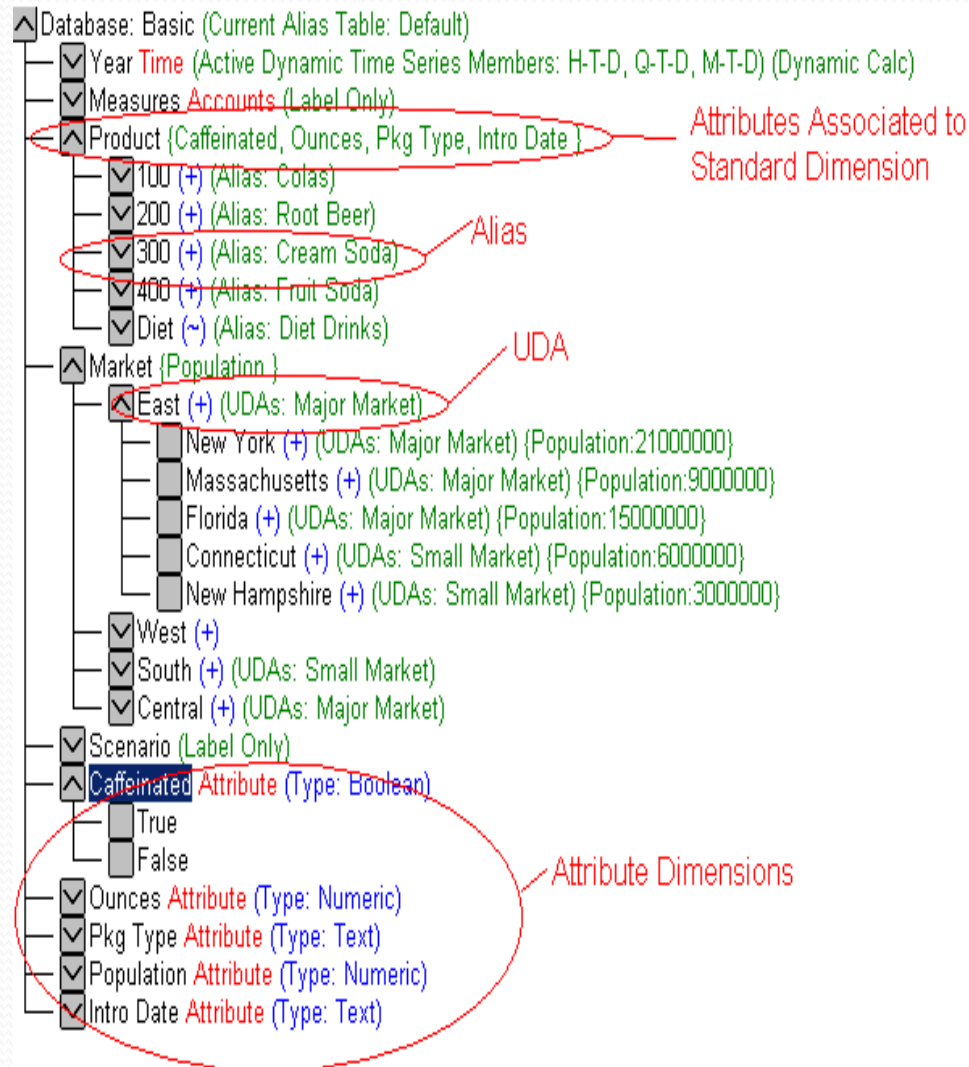 Database: Basic (Current Alias Table: Default)
Year Time (Active Dynamic Time Series Members: H-T-D, Q-T-D, M-T-D) (Dynamic Calc)
Measures Accounts (Label Only)
Product {Caffeinated, Ounces, Pkg Type, Intro Date }
Attributes Associated to
Standard Dimension
100 (+) (Alias: Colas)
200 (+) (Alias: Root Beer)
Alias
300 (+) (Alias: Cream Soda)
400 (+) (Alias: Fruit Soda)
Diet (~) (Alias: Diet Drinks)
UDA
Market {Population }
East (+) (UDAs: Major Market)
New York (+) (UDAs: Major Market) {Population:21000000}
Massachusetts (+) (UDAs: Major Market) {Population:9000000}
Florida (+) (UDAs: Major Market) {Population:15000000}
Connecticut (+) (UDAs: Small Market) {Population:6000000}
New Hampshire (+) (UDAs: Small Market) {Population:3000000}
West (+)
South (+) (UDAs: Small Market)
Central (+) (UDAs: Major Market)
Scenario (Label Only)
Caffeinated Attribute (Type: Boolean)
True
False
Attribute Dimensions
Ounces Attribute (Type: Numeric)
Pkg Type Attribute (Type: Text)
Population Attribute (Type: Numeric)
Intro Date Attribute (Type: Text)